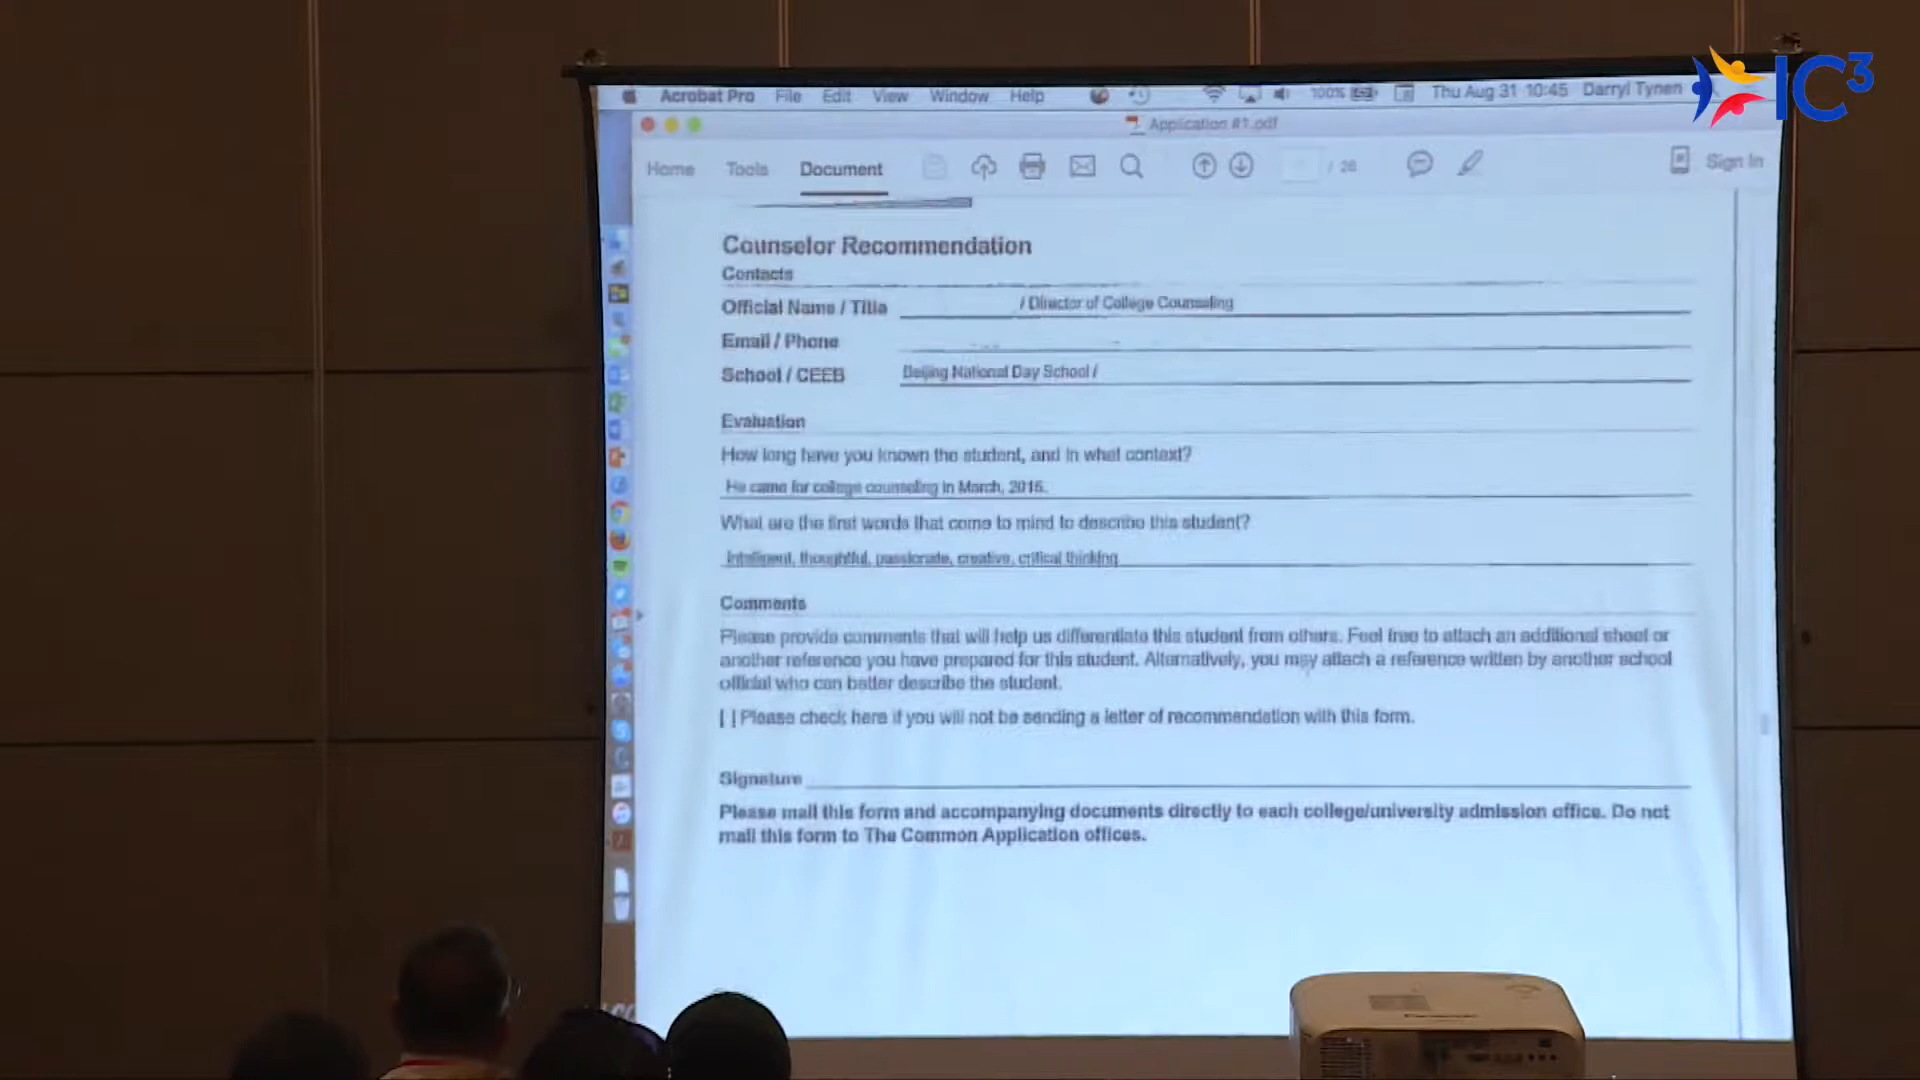 IC³
Acrobat Pro File Edit View Window Help 100% Thu Aug 31 10:45 Darryl Tynen
Application #1.pdf
Home Tools Document / 26 Sign In
Counselor Recommendation
Contacts
Official Name / Title / Director of College Counseling
Email / Phone
School / CEEB Beijing National Day School /
Evaluation
How long have you known the student, and in what context?
He came for college counseling in March, 2015.
What are the first words that come to mind to describe this student?
Intelligent, thoughtful, passionate, creative, critical thinking
Comments
Please provide comments that will help us differentiate this student from others. Feel free to attach an additional sheet or
another reference you have prepared for this student. Alternatively, you may attach a reference written by another school
official who can better describe the student.
[ ] Please check here if you will not be sending a letter of recommendation with this form.
Signature
Please mail this form and accompanying documents directly to each college/university admission office. Do not
mail this form to The Common Application offices.